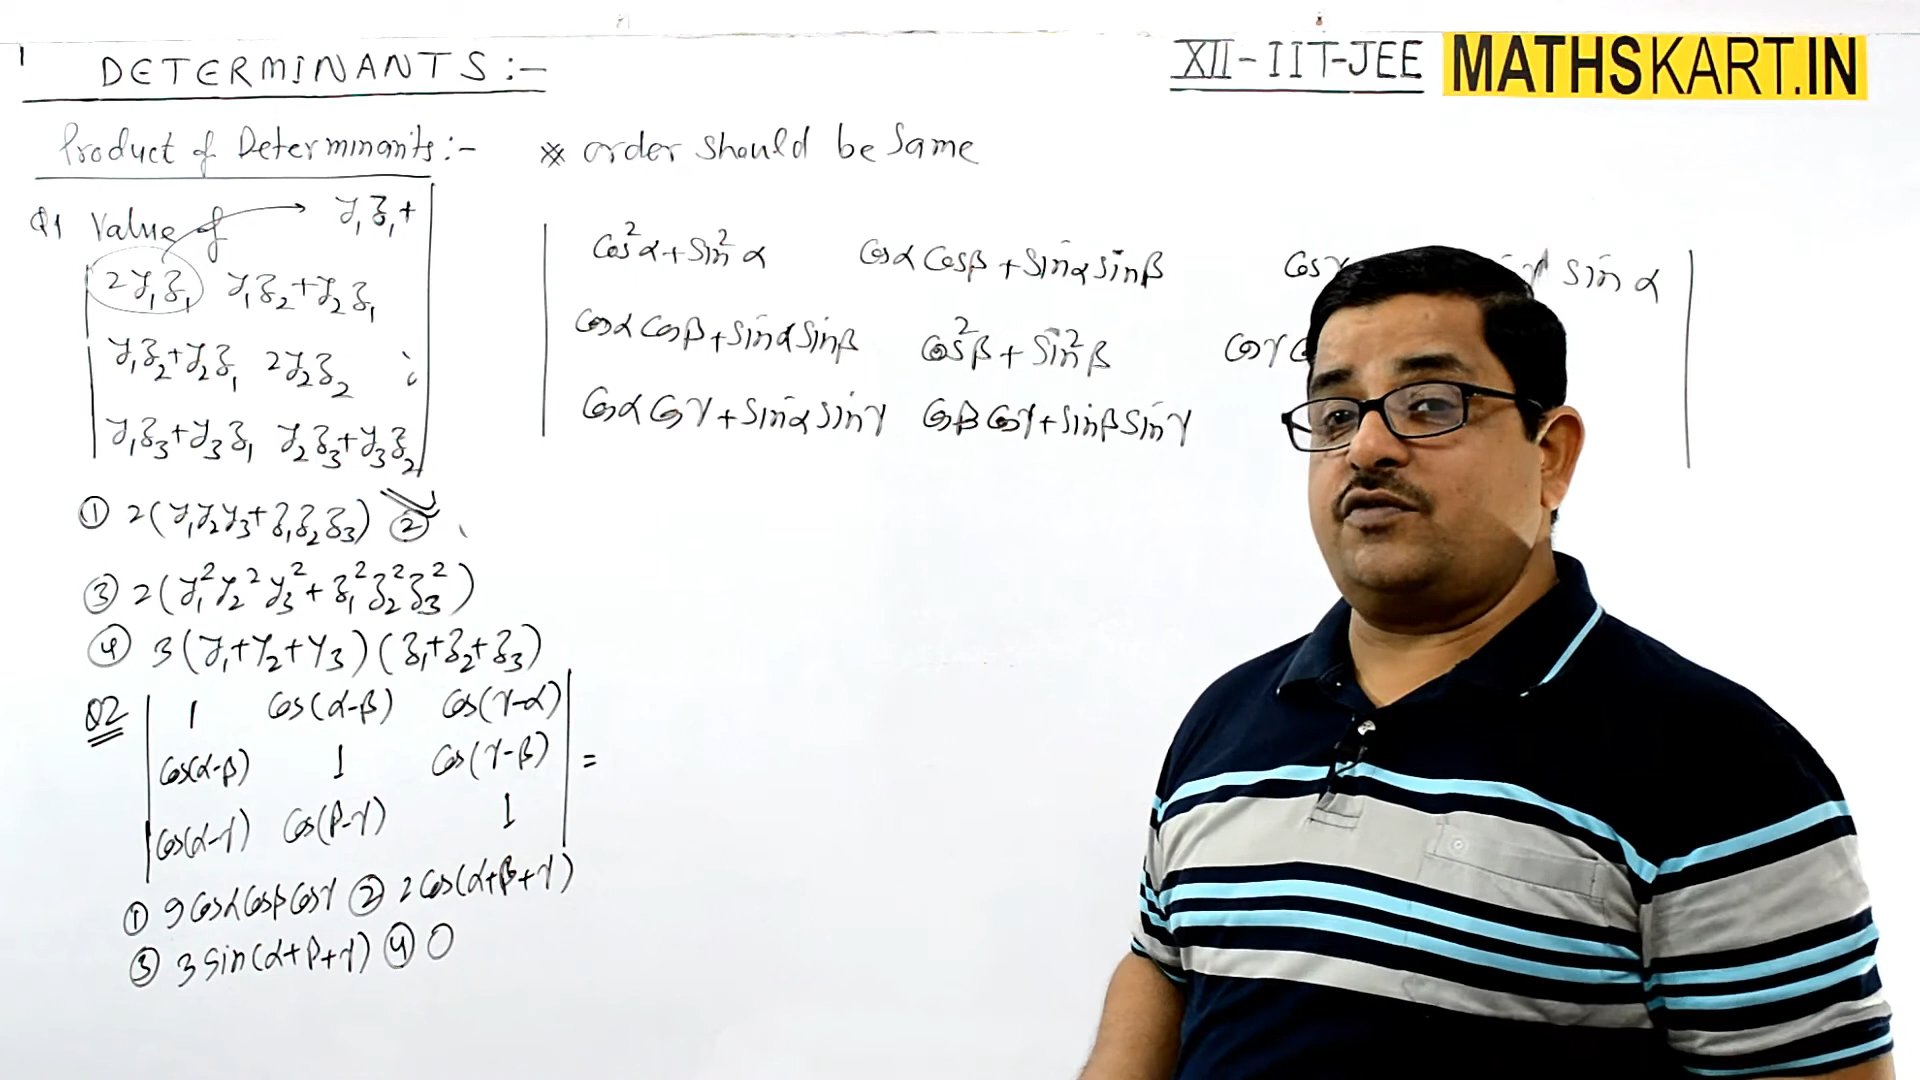 DETERMINANTS :-
XII - IIT-JEE MATHSKART.IN
Product of Determinants :-
* order should be same
Q1 Value of
y₁z₁+
2y₁z₁ y₁z₂+y₂z₁
y₁z₂+y₂z₁ 2y₂z₂
y₁z₃+y₃z₁ y₂z₃+y₃z₂
① 2(y₁y₂y₃+z₁z₂z₃) ②
③ 2(y₁²y₂²y₃²+z₁²z₂²z₃²)
④ 3(y₁+y₂+y₃)(z₁+z₂+z₃)
Q2 | 1 cos(α-β) cos(γ-α) |
| cos(α-β) 1 cos(γ-β) | =
| cos(α-γ) cos(β-γ) 1 |
① 9cosαcosβcosγ ② 2cos(α+β+γ)
③ 3sin(α+β+γ) ④ 0
cos²α+sin²α cosα cosβ+sinα sinβ cosγ sinα
cosα cosβ+sinα sinβ cos²β+sin²β cosγ
cosα cosγ+sinα sinγ cosβ cosγ+sinβ sinγ